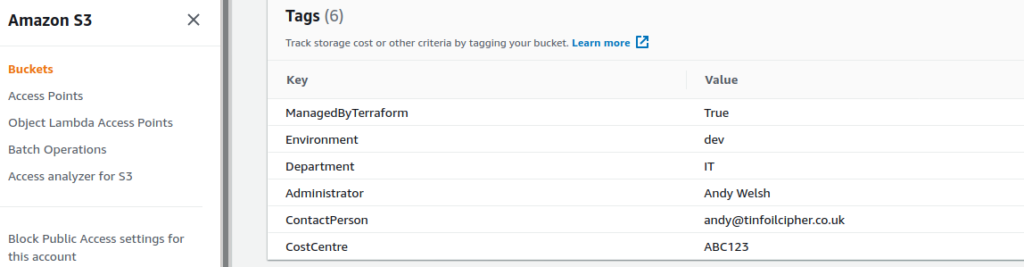 Amazon S3
Buckets
Access Points
Object Lambda Access Points
Batch Operations
Access analyzer for S3
Block Public Access settings for
this account
Tags (6)
Track storage cost or other criteria by tagging your bucket. Learn more
Key Value
ManagedByTerraform True
Environment dev
Department IT
Administrator Andy Welsh
ContactPerson andy@tinfoilcipher.co.uk
CostCentre ABC123